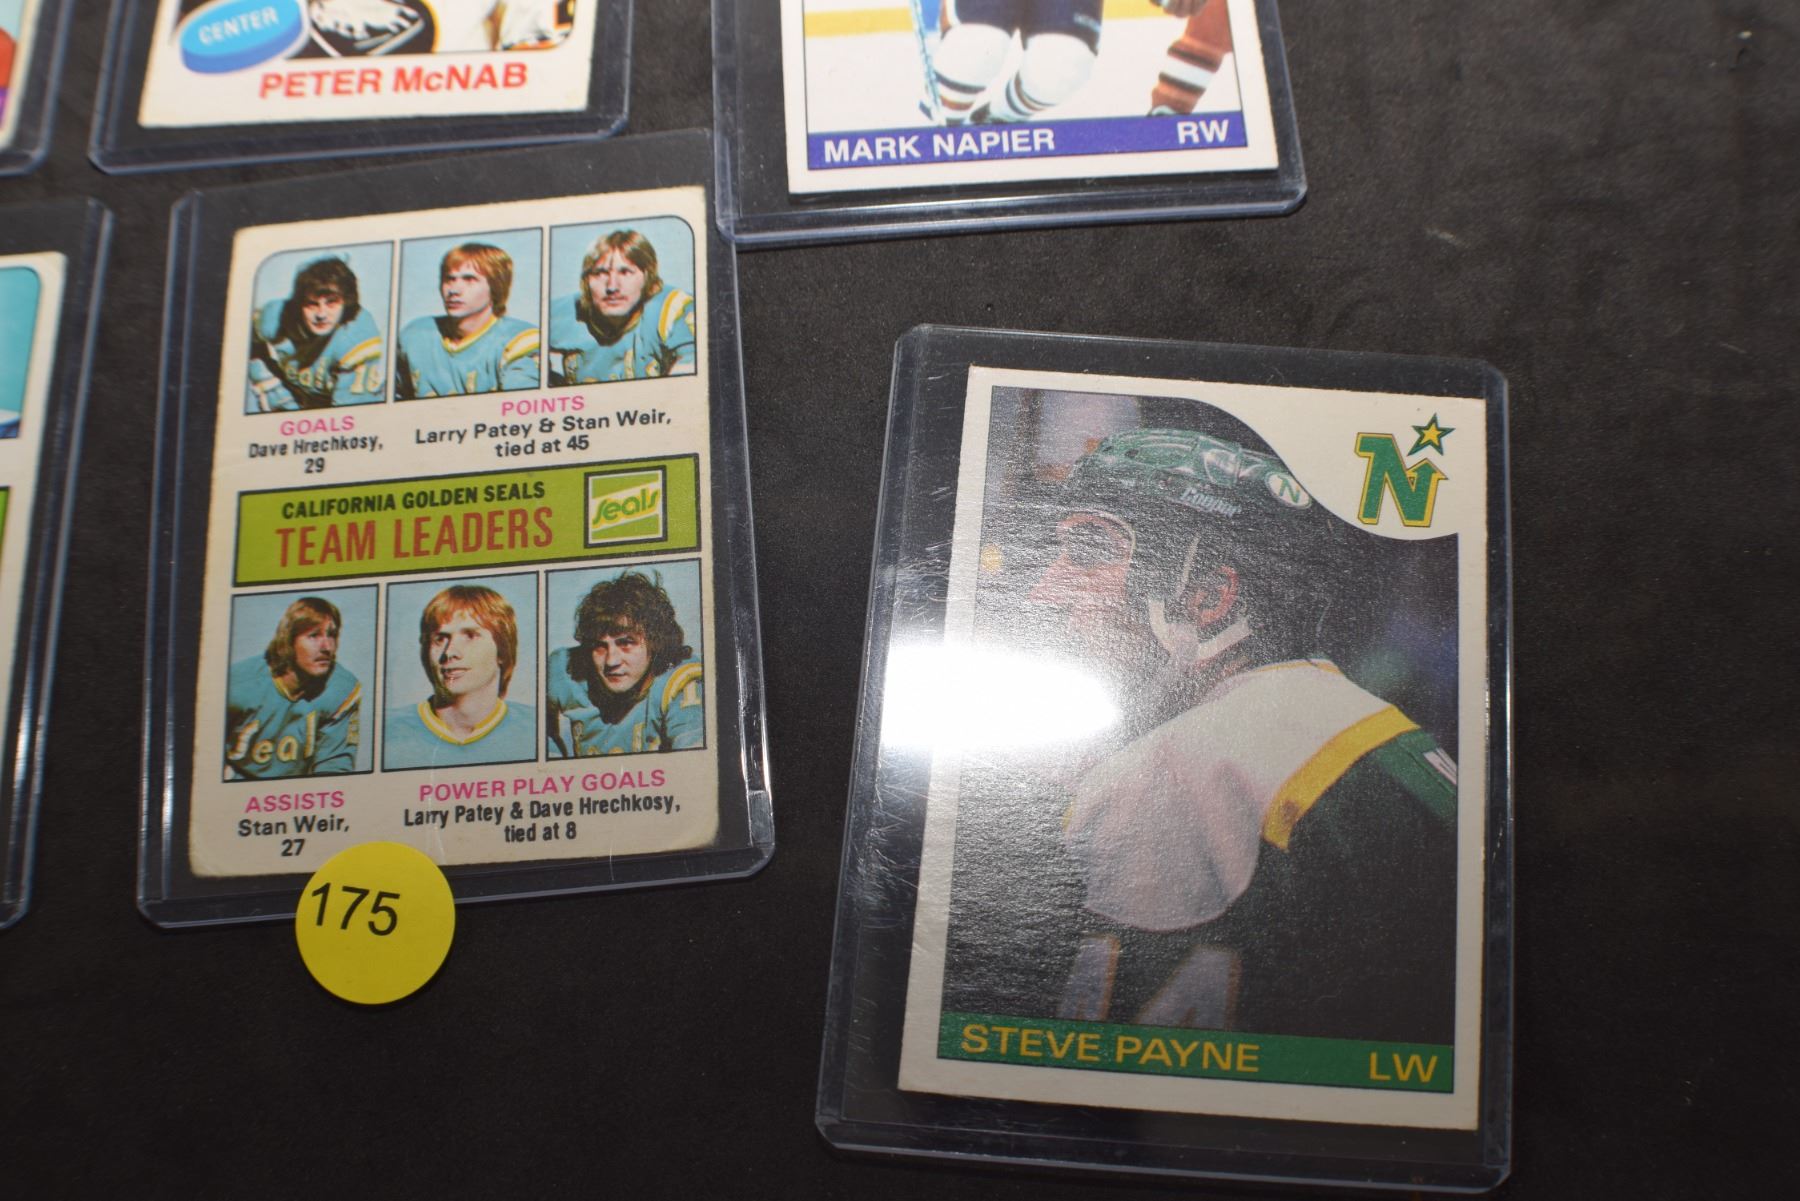 CENTER
PETER McNAB
MARK NAPIER RW
GOALS
Dave Hrechkosy,
29
POINTS
Larry Patey & Stan Weir,
tied at 45
CALIFORNIA GOLDEN SEALS
TEAM LEADERS
Seals
ASSISTS
Stan Weir,
27
POWER PLAY GOALS
Larry Patey & Dave Hrechkosy,
tied at 8
175
N
Cooper
N
14
STEVE PAYNE LW